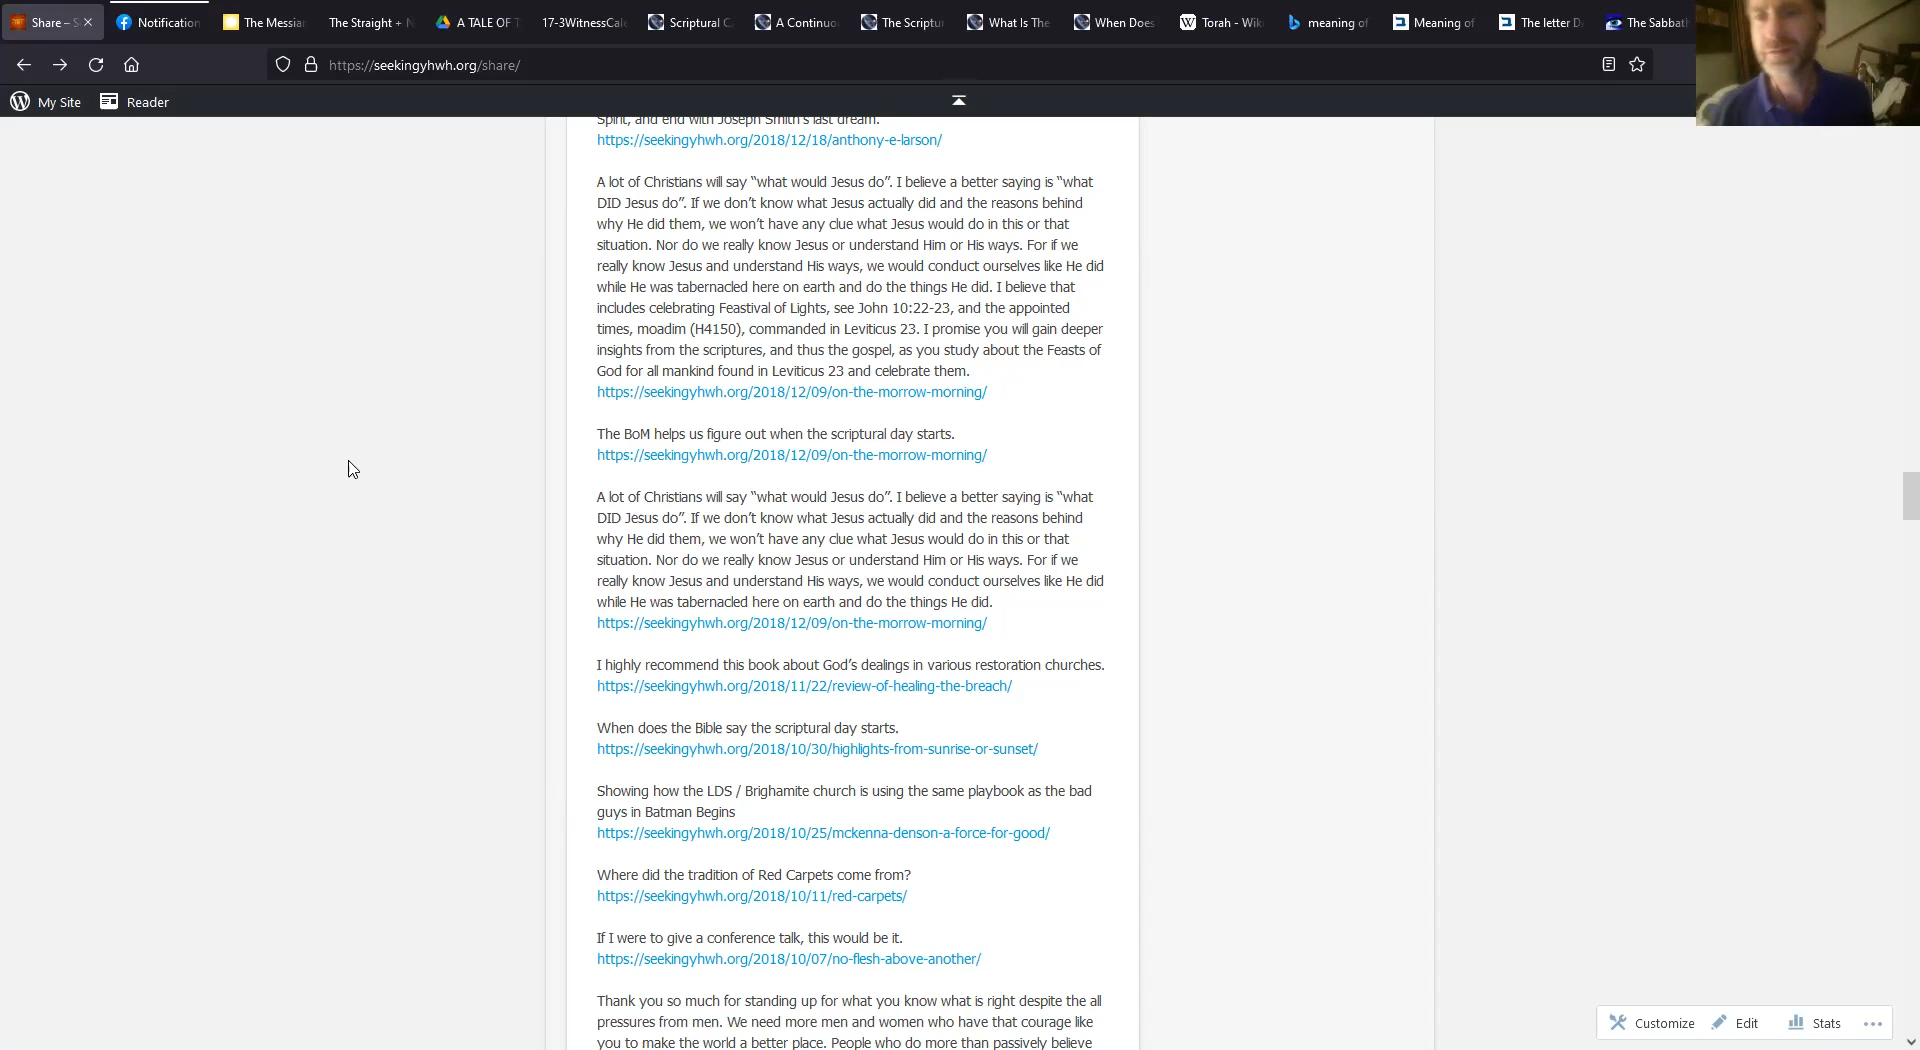 Share – S
Notification
The Messia
The Straight +
A TALE OF
17-3WitnessCal
Scriptural C
A Continuo
The Scriptu
What Is The
When Does
Torah - Wik
meaning of
Meaning of
The letter D
The Sabbath
https://seekingyhwh.org/share/
My Site
Reader
Spirit, and end with Joseph Smith's last dream.
https://seekingyhwh.org/2018/12/18/anthony-e-larson/
A lot of Christians will say “what would Jesus do”. I believe a better saying is “what
DID Jesus do”. If we don’t know what Jesus actually did and the reasons behind
why He did them, we won’t have any clue what Jesus would do in this or that
situation. Nor do we really know Jesus or understand Him or His ways. For if we
really know Jesus and understand His ways, we would conduct ourselves like He did
while He was tabernacled here on earth and do the things He did. I believe that
includes celebrating Feastival of Lights, see John 10:22-23, and the appointed
times, moadim (H4150), commanded in Leviticus 23. I promise you will gain deeper
insights from the scriptures, and thus the gospel, as you study about the Feasts of
God for all mankind found in Leviticus 23 and celebrate them.
https://seekingyhwh.org/2018/12/09/on-the-morrow-morning/
The BoM helps us figure out when the scriptural day starts.
https://seekingyhwh.org/2018/12/09/on-the-morrow-morning/
A lot of Christians will say “what would Jesus do”. I believe a better saying is “what
DID Jesus do”. If we don’t know what Jesus actually did and the reasons behind
why He did them, we won’t have any clue what Jesus would do in this or that
situation. Nor do we really know Jesus or understand Him or His ways. For if we
really know Jesus and understand His ways, we would conduct ourselves like He did
while He was tabernacled here on earth and do the things He did.
https://seekingyhwh.org/2018/12/09/on-the-morrow-morning/
I highly recommend this book about God’s dealings in various restoration churches.
https://seekingyhwh.org/2018/11/22/review-of-healing-the-breach/
When does the Bible say the scriptural day starts.
https://seekingyhwh.org/2018/10/30/highlights-from-sunrise-or-sunset/
Showing how the LDS / Brighamite church is using the same playbook as the bad
guys in Batman Begins
https://seekingyhwh.org/2018/10/25/mckenna-denson-a-force-for-good/
Where did the tradition of Red Carpets come from?
https://seekingyhwh.org/2018/10/11/red-carpets/
If I were to give a conference talk, this would be it.
https://seekingyhwh.org/2018/10/07/no-flesh-above-another/
Thank you so much for standing up for what you know what is right despite the all
pressures from men. We need more men and women who have that courage like
you to make the world a better place. People who do more than passively believe
Customize
Edit
Stats